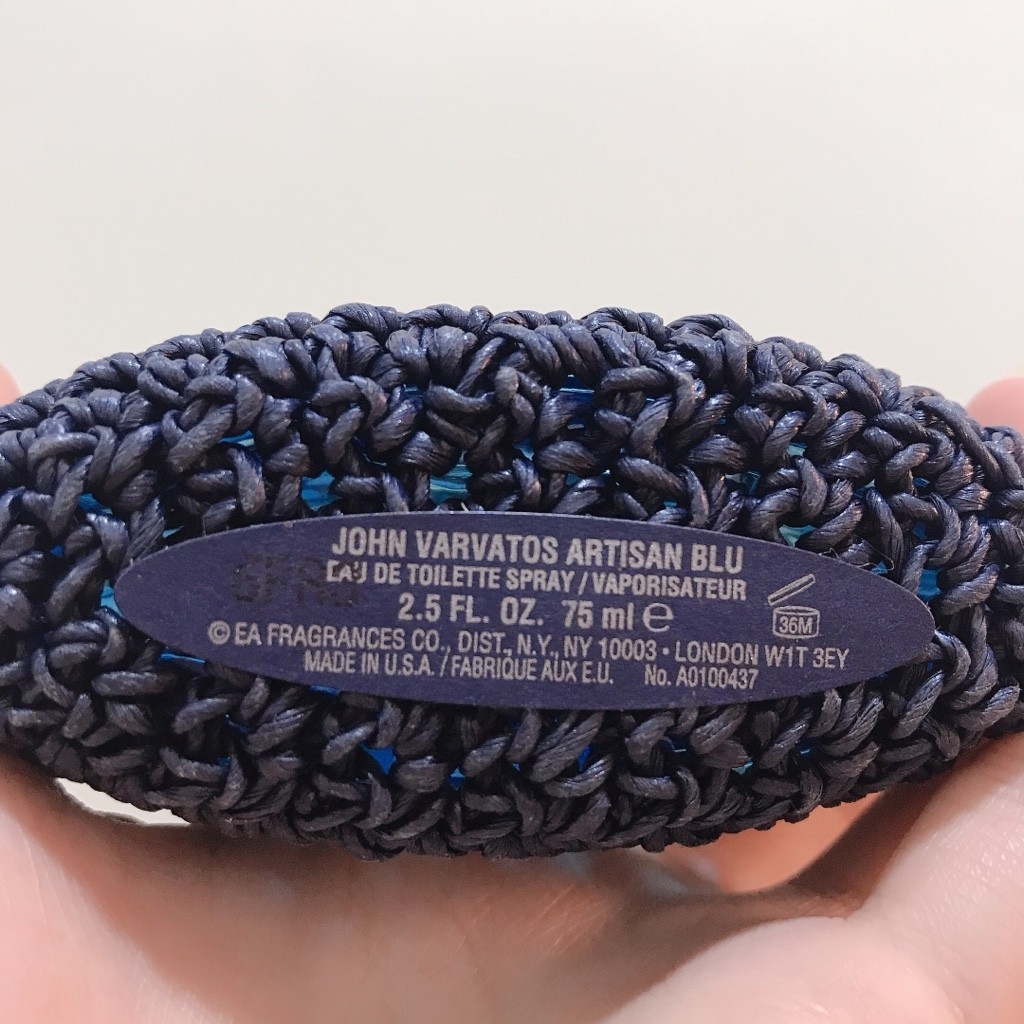 JOHN VARVATOS ARTISAN BLU
EAU DE TOILETTE SPRAY / VAPORISATEUR
2.5 FL. OZ. 75 ml ℮
36M
© EA FRAGRANCES CO., DIST., N.Y., NY 10003 • LONDON W1T 3EY
MADE IN U.S.A. / FABRIQUE AUX E.U. No. A0100437